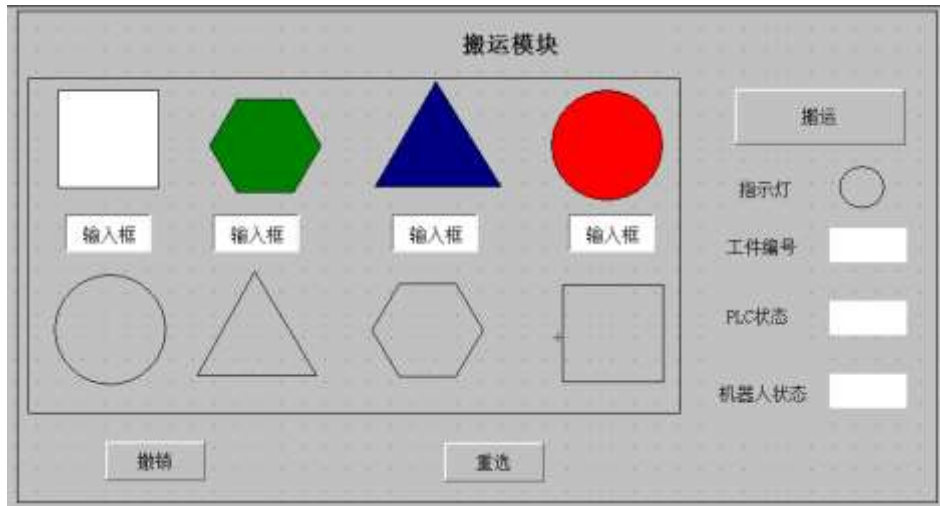 搬运模块
搬运
指示灯
输入框 输入框 输入框 输入框
工件编号
PLC状态
机器人状态
撤销 重选